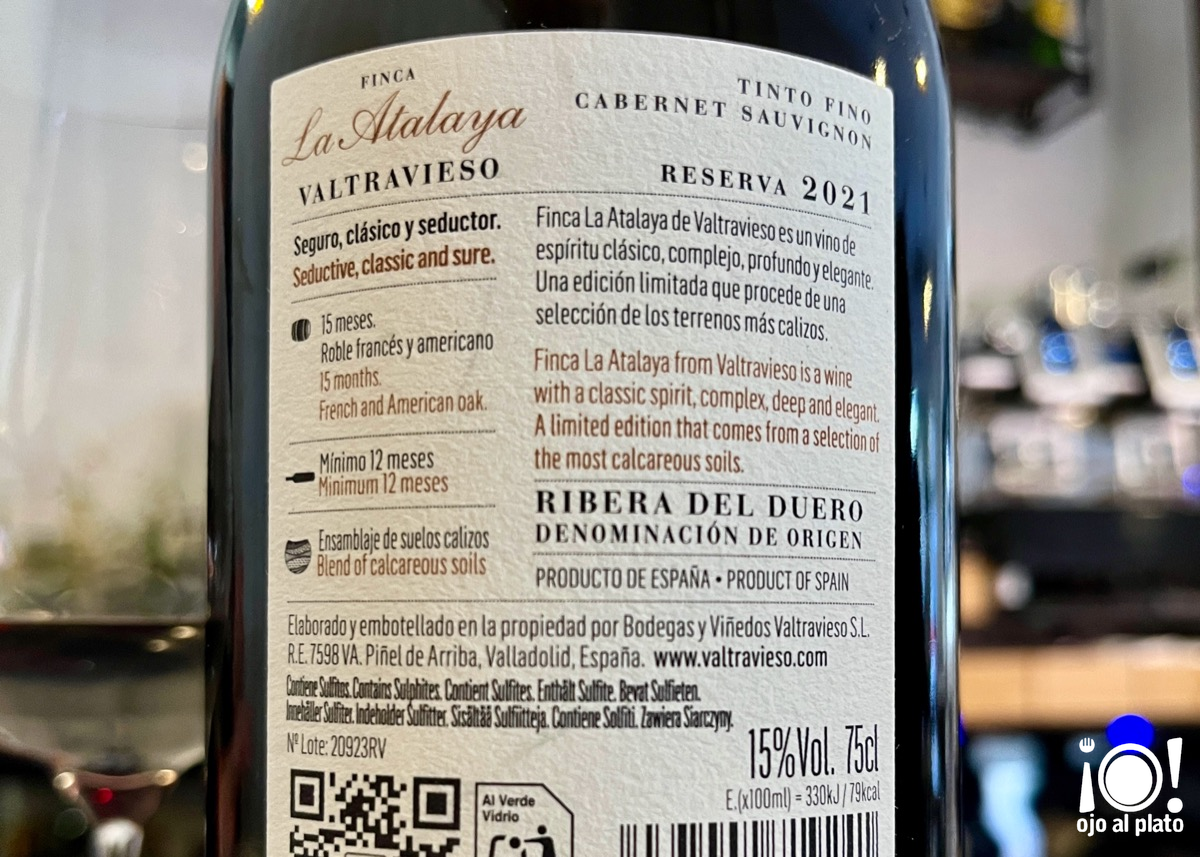 FINCA
La Atalaya
VALTRAVIESO
TINTO FINO
CABERNET SAUVIGNON
RESERVA 2021
Seguro, clásico y seductor.
Seductive, classic and sure.
15 meses.
Roble francés y americano
15 months.
French and American oak.
Mínimo 12 meses
Minimum 12 meses
Ensamblaje de suelos calizos
Blend of calcareous soils
Finca La Atalaya de Valtravieso es un vino de
espíritu clásico, complejo, profundo y elegante.
Una edición limitada que procede de una
selección de los terrenos más calizos.
Finca La Atalaya from Valtravieso is a wine
with a classic spirit, complex, deep and elegant.
A limited edition that comes from a selection of
the most calcareous soils.
RIBERA DEL DUERO
DENOMINACIÓN DE ORIGEN
PRODUCTO DE ESPAÑA • PRODUCT OF SPAIN
Elaborado y embotellado en la propiedad por Bodegas y Viñedos Valtravieso S.L.
R.E. 7598 VA. Piñel de Arriba, Valladolid, España. www.valtravieso.com
Contiene Sulfitos. Contains Sulphites. Contient Sulfites. Enthält Sulfite. Bevat Sulfieten.
Innehåller Sulfiter. Indeholder Sulfitter. Sisältää Sulfiitteja. Contiene Solfiti. Zawiera Siarczyny.
Nº Lote: 20923RV
15%Vol. 75cl
E.(x100ml) = 330kJ / 79kcal
Al Verde
Vidrio
¡O!
ojo al plato